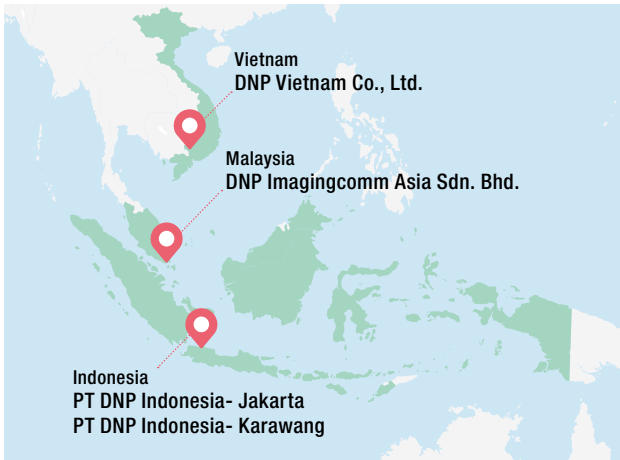 Vietnam
DNP Vietnam Co., Ltd.
Malaysia
DNP Imagingcomm Asia Sdn. Bhd.
Indonesia
PT DNP Indonesia- Jakarta
PT DNP Indonesia- Karawang